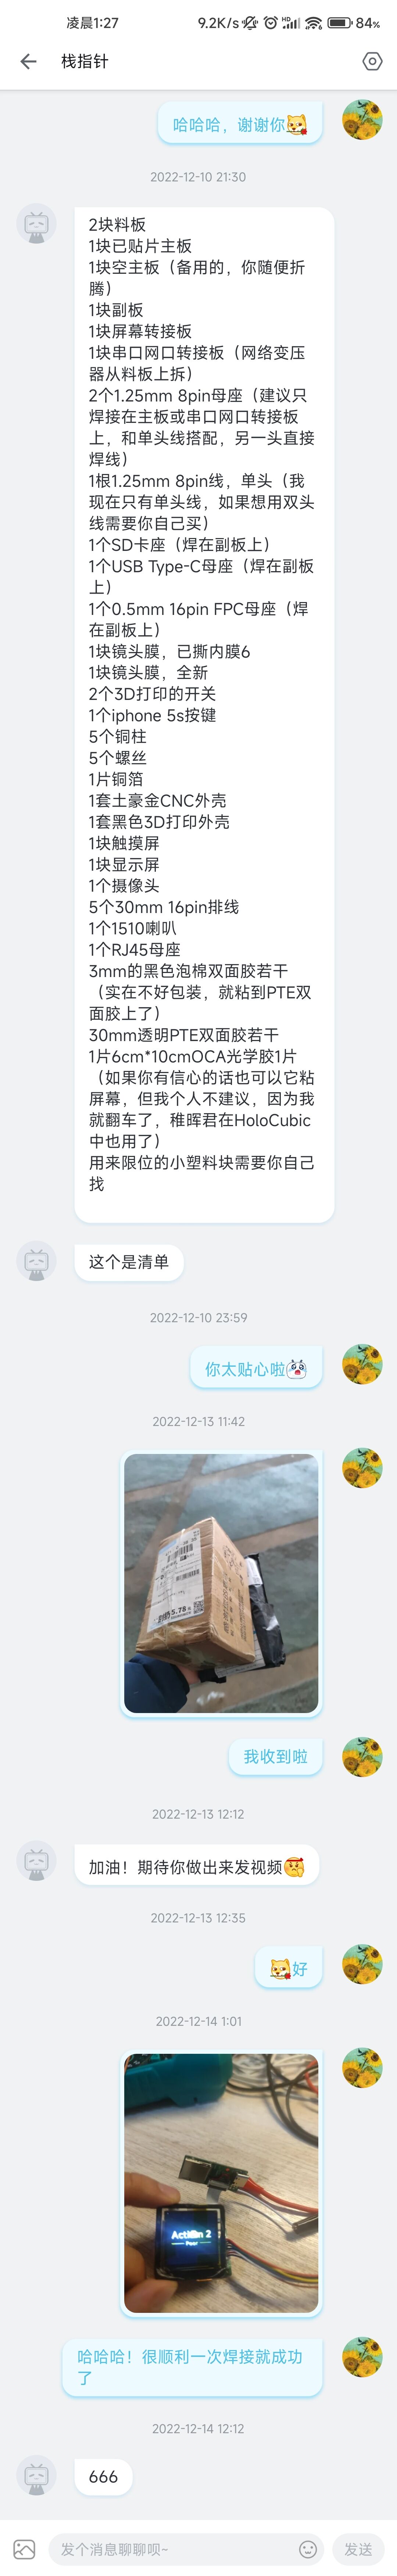 凌晨1:27
9.2K/s
HD
84%
栈指针
哈哈哈，谢谢你
2022-12-10 21:30
2块料板
1块已贴片主板
1块空主板（备用的，你随便折
腾）
1块副板
1块屏幕转接板
1块串口网口转接板（网络变压
器从料板上拆）
2个1.25mm 8pin母座（建议只
焊接在主板或串口网口转接板
上，和单头线搭配，另一头直接
焊线）
1根1.25mm 8pin线，单头（我
现在只有单头线，如果想用双头
线需要你自己买）
1个SD卡座（焊在副板上）
1个USB Type-C母座（焊在副板
上）
1个0.5mm 16pin FPC母座（焊
在副板上）
1块镜头膜，已撕内膜6
1块镜头膜，全新
2个3D打印的开关
1个iphone 5s按键
5个铜柱
5个螺丝
1片铜箔
1套土豪金CNC外壳
1套黑色3D打印外壳
1块触摸屏
1块显示屏
1个摄像头
5个30mm 16pin排线
1个1510喇叭
1个RJ45母座
3mm的黑色泡棉双面胶若干
（实在不好包装，就粘到PTE双
面胶上了）
30mm透明PTE双面胶若干
1片6cm*10cmOCA光学胶1片
（如果你有信心的话也可以它粘
屏幕，但我个人不建议，因为我
就翻车了，稚晖君在HoloCubic
中也用了）
用来限位的小塑料块需要你自己
找
这个是清单
2022-12-10 23:59
你太贴心啦
2022-12-13 11:42
5.78
我收到啦
2022-12-13 12:12
加油！期待你做出来发视频
2022-12-13 12:35
好
2022-12-14 1:01
Action 2
哈哈哈！很顺利一次焊接就成功
了
2022-12-14 12:12
666
发个消息聊聊呗~
发送